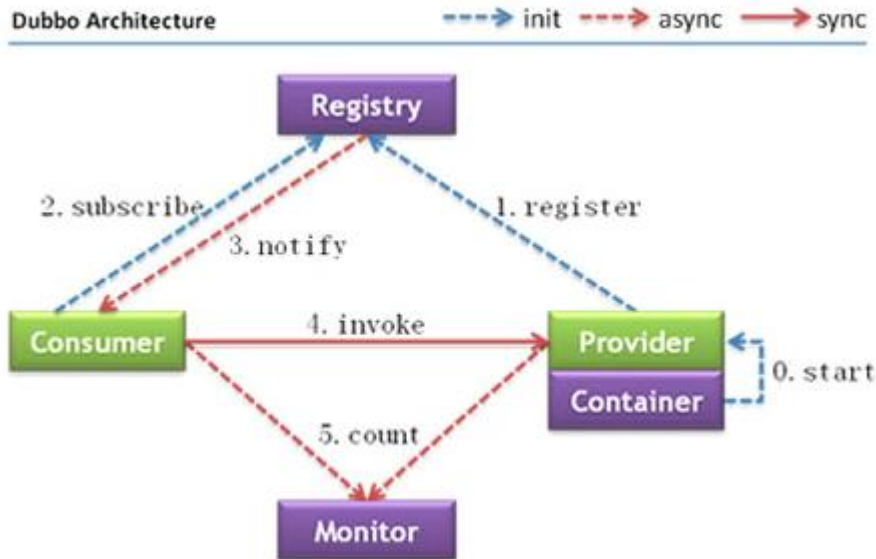 Dubbo Architecture
init
async
sync
Registry
2. subscribe
1. register
3. notify
Consumer
4. invoke
Provider
0. start
Container
5. count
Monitor